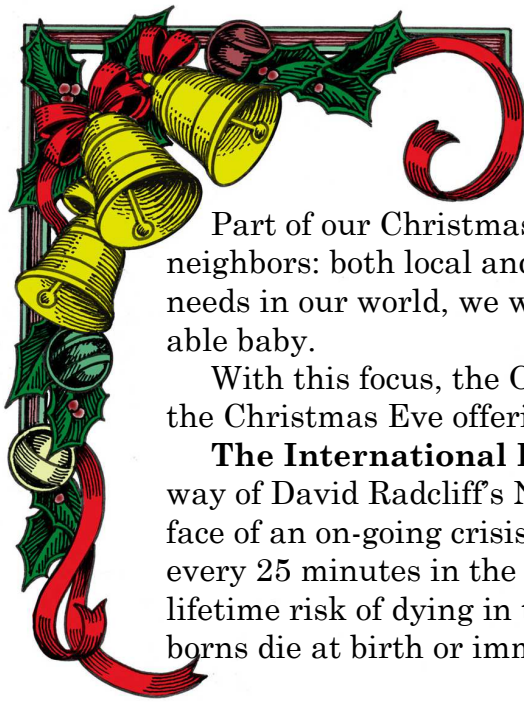 Part of our Christmas
neighbors: both local and
needs in our world, we w
able baby.
With this focus, the
the Christmas Eve offeri
The International
way of David Radcliff’s
face of an on-going crisis
every 25 minutes in the
lifetime risk of dying in
borns die at birth or imm